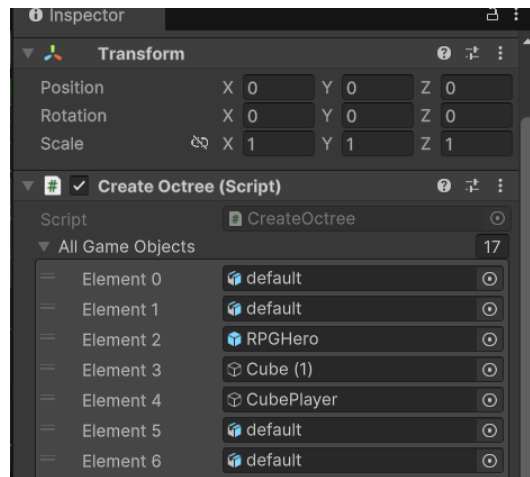 Inspector
Transform
Position X 0 Y 0 Z 0
Rotation X 0 Y 0 Z 0
Scale X 1 Y 1 Z 1
# Create Octree (Script)
Script # CreateOctree
All Game Objects 17
Element 0 default
Element 1 default
Element 2 RPGHero
Element 3 Cube (1)
Element 4 CubePlayer
Element 5 default
Element 6 default